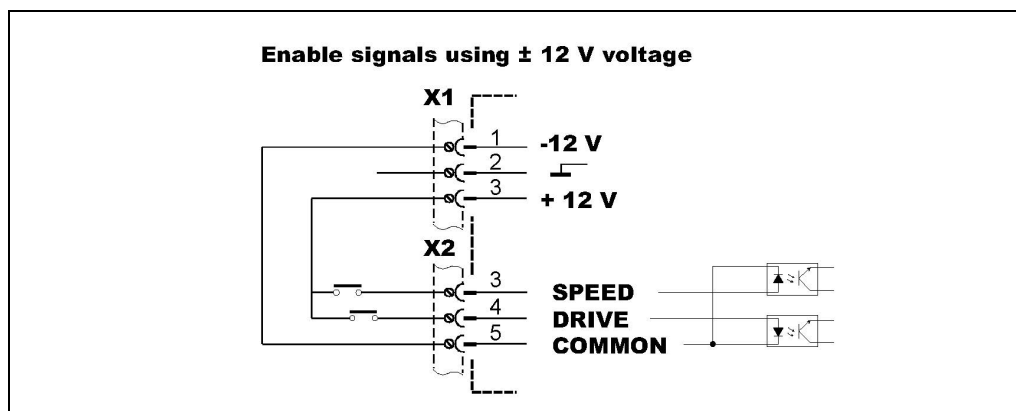 Enable signals using ± 12 V voltage
X1
1 -12 V
2
3 + 12 V
X2
3 SPEED
4 DRIVE
5 COMMON